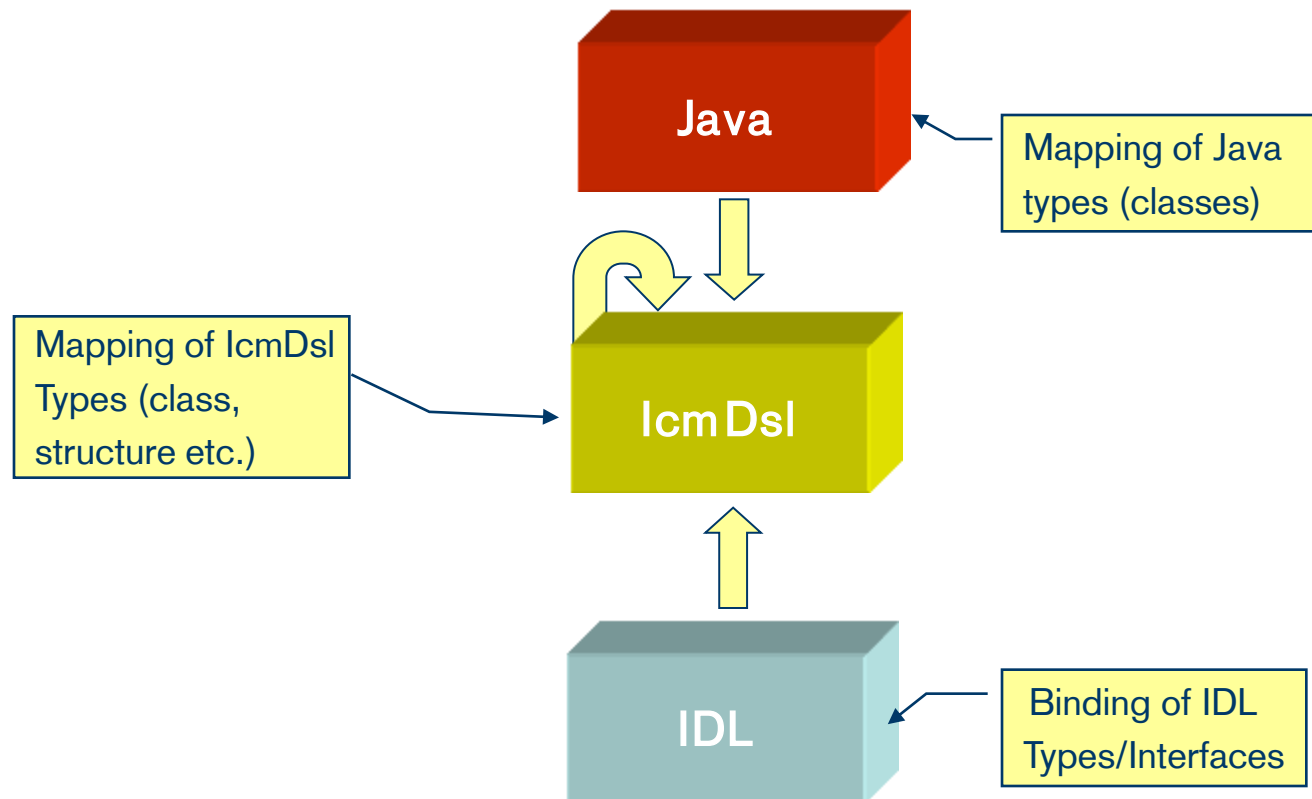 Java
Mapping of Java
types (classes)
Mapping of IcmDsl
Types (class,
structure etc.)
IcmDsl
IDL
Binding of IDL
Types/Interfaces